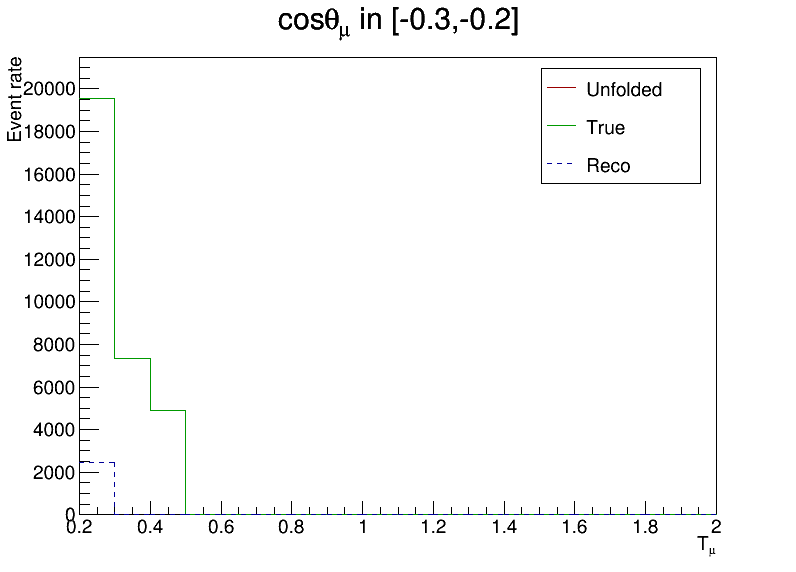 cosθμ in [-0.3,-0.2]
Event rate
20000
18000
16000
14000
12000
10000
8000
6000
4000
2000
0
Unfolded
True
Reco
0.2 0.4 0.6 0.8 1 1.2 1.4 1.6 1.8 2
Tμ